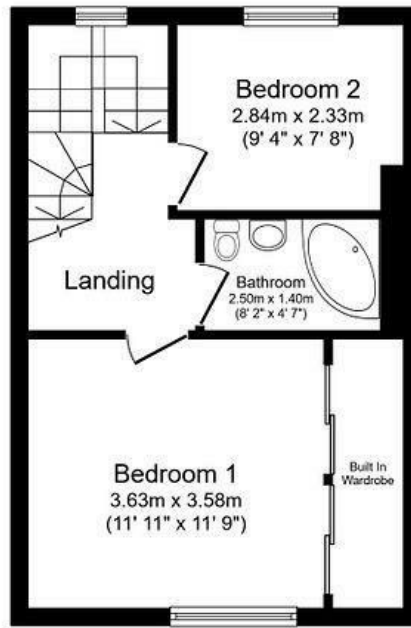 Bedroom 2
2.84m x 2.33m
(9' 4" x 7' 8")
Landing
Bathroom
2.50m x 1.40m
(8' 2" x 4' 7")
Bedroom 1
3.63m x 3.58m
(11' 11" x 11' 9")
Built In
Wardrobe